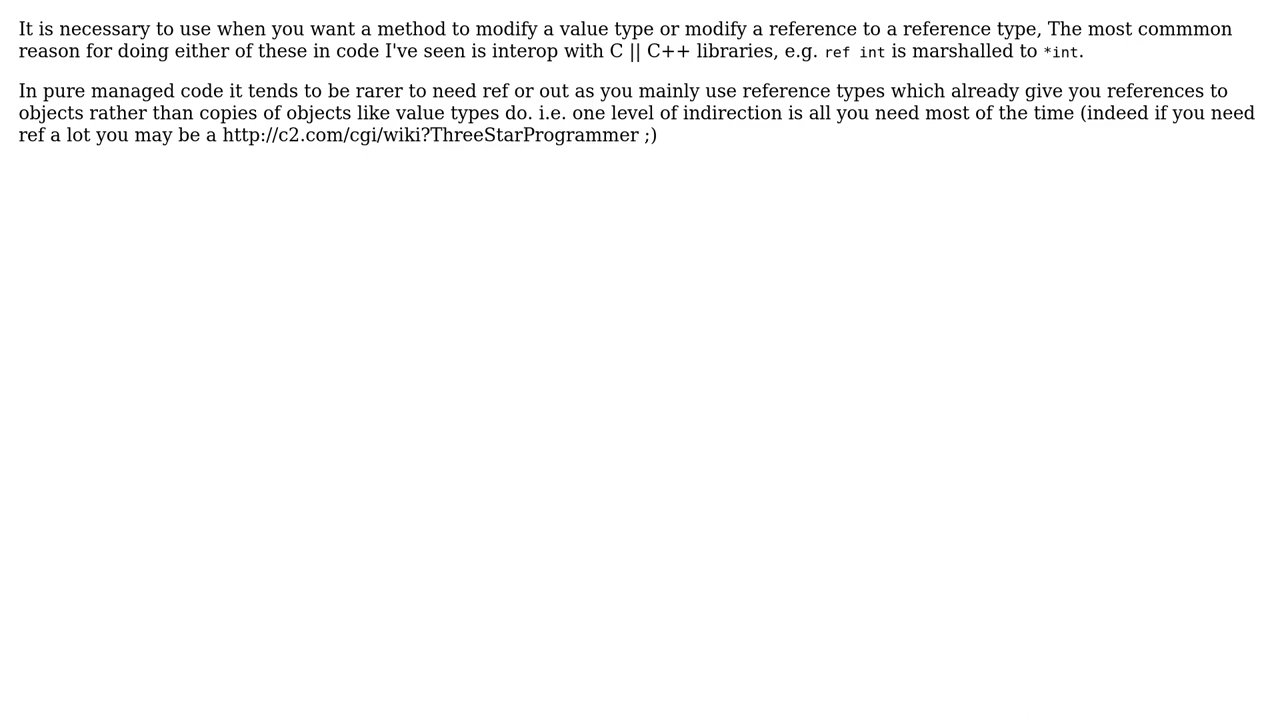 It is necessary to use when you want a method to modify a value type or modify a reference to a reference type, The most commmon
reason for doing either of these in code I've seen is interop with C || C++ libraries, e.g. ref int is marshalled to *int.
In pure managed code it tends to be rarer to need ref or out as you mainly use reference types which already give you references to
objects rather than copies of objects like value types do. i.e. one level of indirection is all you need most of the time (indeed if you need
ref a lot you may be a http://c2.com/cgi/wiki?ThreeStarProgrammer ;)